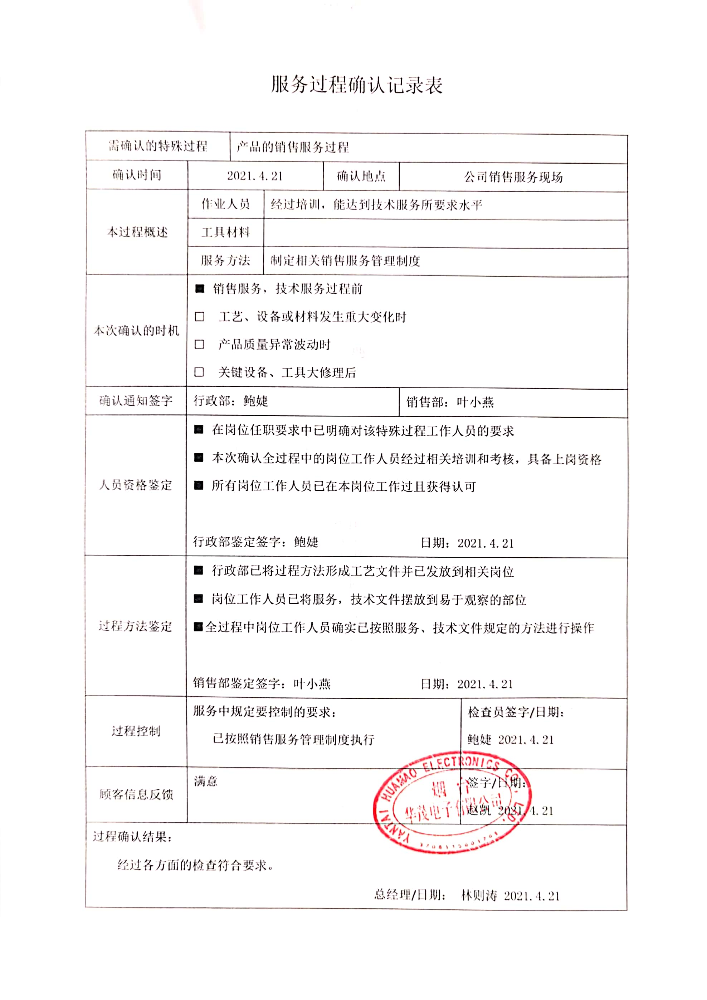 服务过程确认记录表
需确认的特殊过程 产品的销售服务过程
确认时间 2021.4.21 确认地点 公司销售服务现场
本过程概述
作业人员 经过培训，能达到技术服务所要求水平
工具材料
服务方法 制定相关销售服务管理制度
本次确认的时机
■ 销售服务，技术服务过程前
□ 工艺、设备或材料发生重大变化时
□ 产品质量异常波动时
□ 关键设备、工具大修理后
确认通知签字 行政部：鲍婕 销售部：叶小燕
人员资格鉴定
■ 在岗位任职要求中已明确对该特殊过程工作人员的要求
■ 本次确认全过程中的岗位工作人员经过相关培训和考核，具备上岗资格
■ 所有岗位工作人员已在本岗位工作过且获得认可
行政部鉴定签字：鲍婕 日期：2021.4.21
过程方法鉴定
■ 行政部已将过程方法形成工艺文件并已发放到相关岗位
■ 岗位工作人员已将服务，技术文件摆放到易于观察的部位
■全过程中岗位工作人员确实已按照服务、技术文件规定的方法进行操作
销售部鉴定签字：叶小燕 日期：2021.4.21
过程控制
服务中规定要控制的要求：
已按照销售服务管理制度执行
检查员签字/日期：
鲍婕 2021.4.21
顾客信息反馈
满意
签字/日期：
赵凯 2021.4.21
YANTAI HUAMAO ELECTRONICS CO., LTD.
烟台
华茂电子有限公司
过程确认结果：
经过各方面的检查符合要求。
总经理/日期： 林则涛 2021.4.21